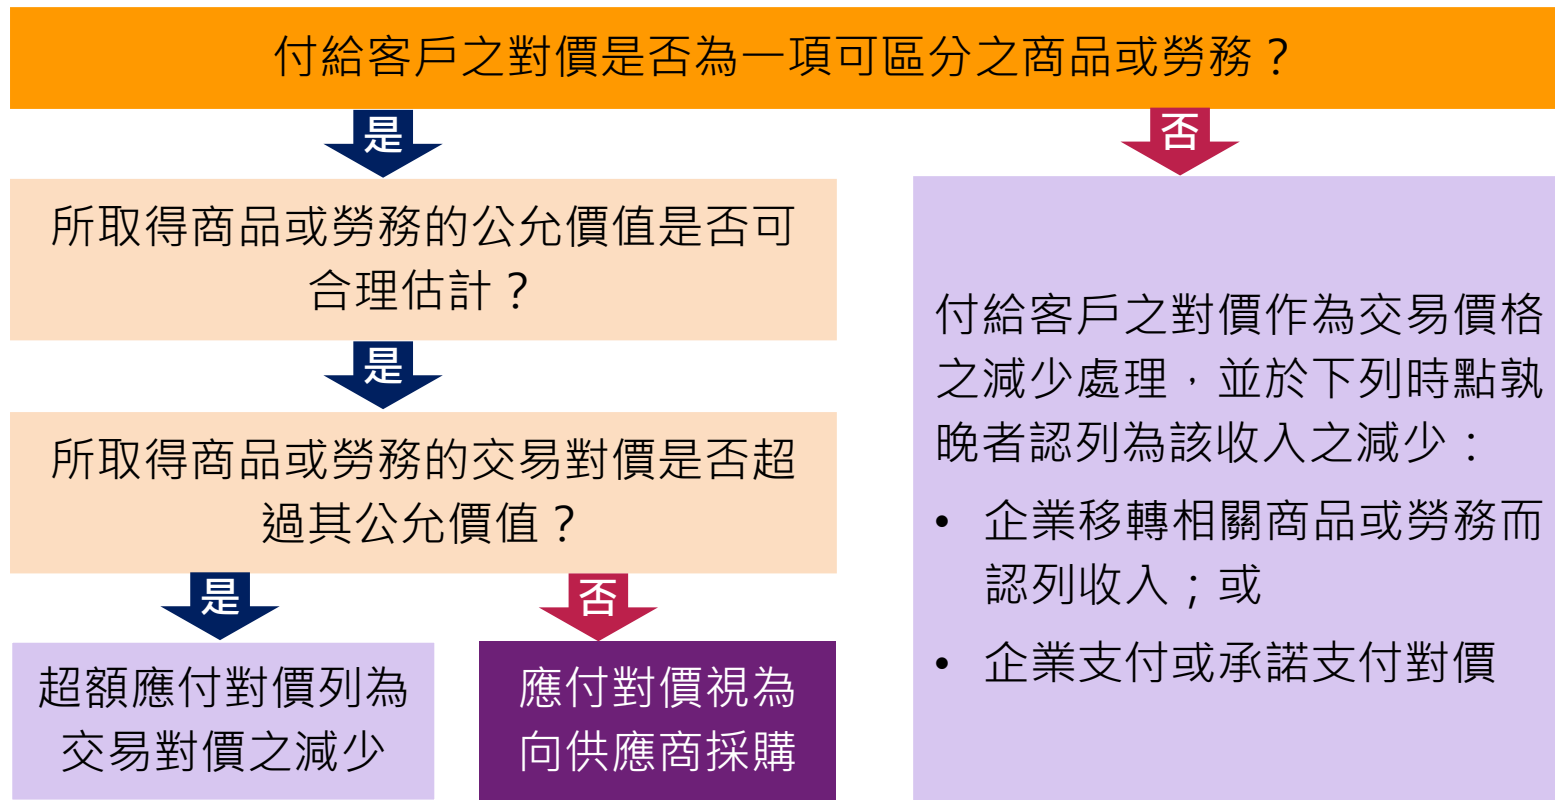 付給客戶之對價是否為一項可區分之商品或勞務？
是
否
所取得商品或勞務的公允價值是否可
合理估計？
是
所取得商品或勞務的交易對價是否超
過其公允價值？
是
否
超額應付對價列為
交易對價之減少
應付對價視為
向供應商採購
付給客戶之對價作為交易價格
之減少處理，並於下列時點孰
晚者認列為該收入之減少：
• 企業移轉相關商品或勞務而
認列收入；或
• 企業支付或承諾支付對價